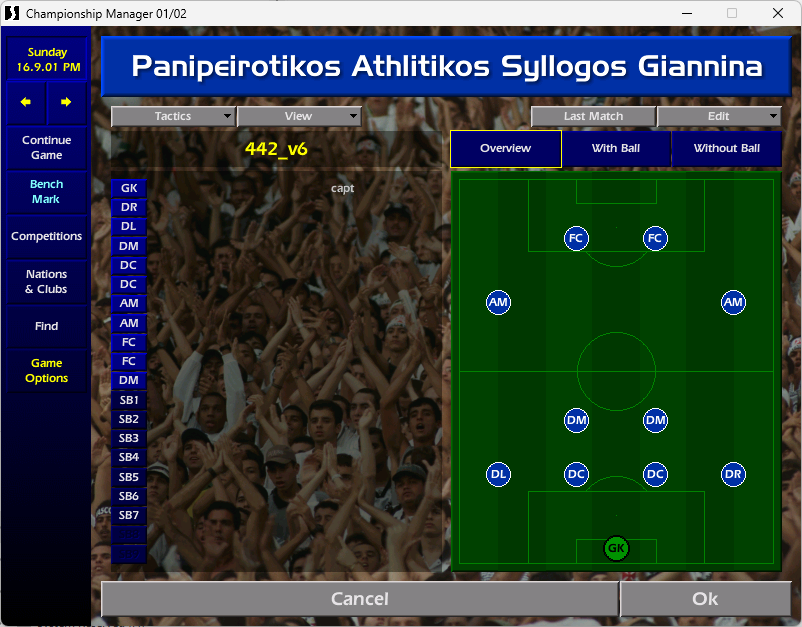 Championship Manager 01/02
Sunday
16.9.01 PM
Panipeirotikos Athlitikos Syllogos Giannina
Continue
Game
Bench
Mark
Competitions
Nations
& Clubs
Find
Game
Options
Tactics
View
Last Match
Edit
442_v6
Overview
With Ball
Without Ball
GK
capt
DR
DL
DM
DC
DC
AM
AM
FC
FC
DM
SB1
SB2
SB3
SB4
SB5
SB6
SB7
FC FC
AM AM
DM DM
DL DC DC DR
GK
Cancel
Ok